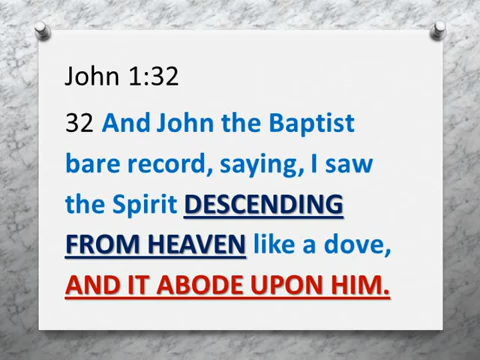 John 1:32
32 And John the Baptist
bare record, saying, I saw
the Spirit DESCENDING
FROM HEAVEN like a dove,
AND IT ABODE UPON HIM.